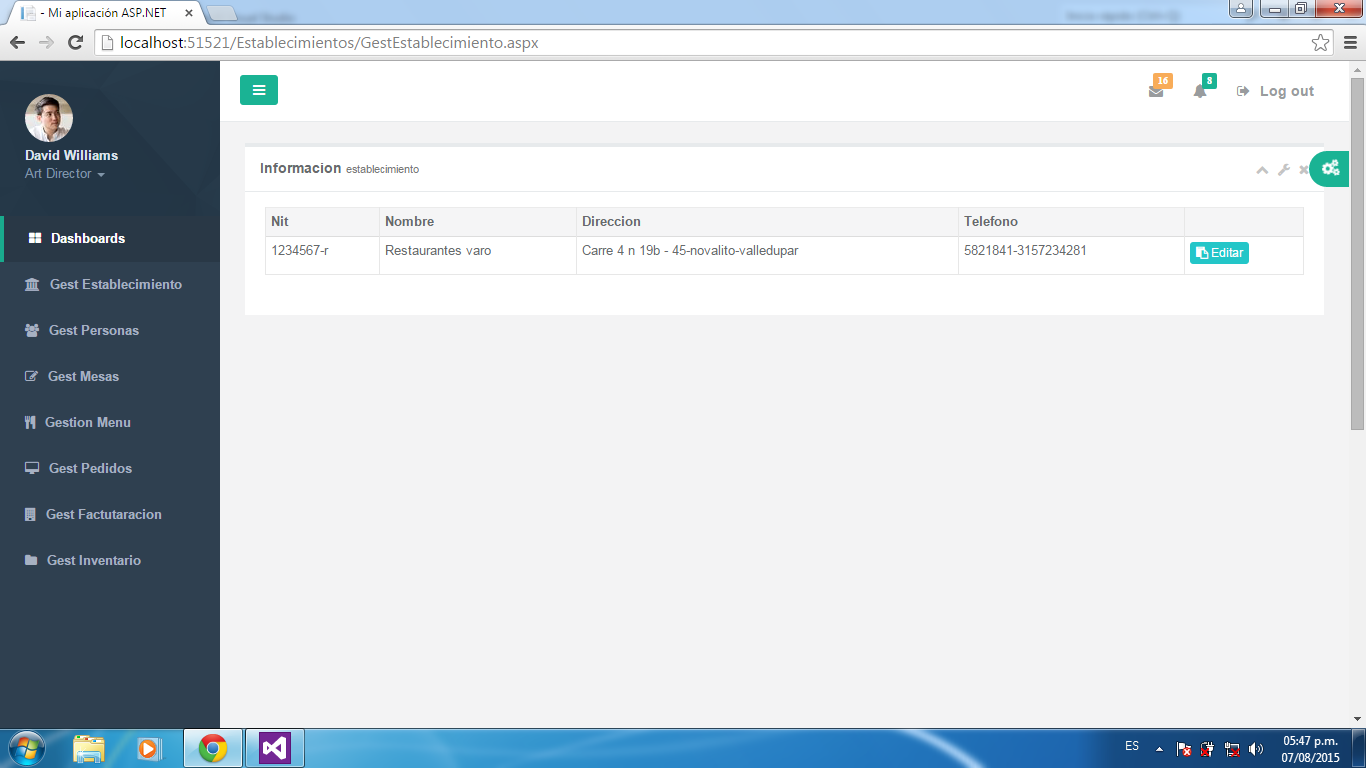 - Mi aplicación ASP.NET
localhost:51521/Establecimientos/GestEstablecimiento.aspx
David Williams
Art Director
16
8
Log out
Dashboards
Gest Establecimiento
Gest Personas
Gest Mesas
Gestion Menu
Gest Pedidos
Gest Factutaracion
Gest Inventario
Informacion establecimiento
Nit Nombre Direccion Telefono
1234567-r Restaurantes varo Carre 4 n 19b - 45-novalito-valledupar 5821841-3157234281 Editar
ES
05:47 p.m.
07/08/2015